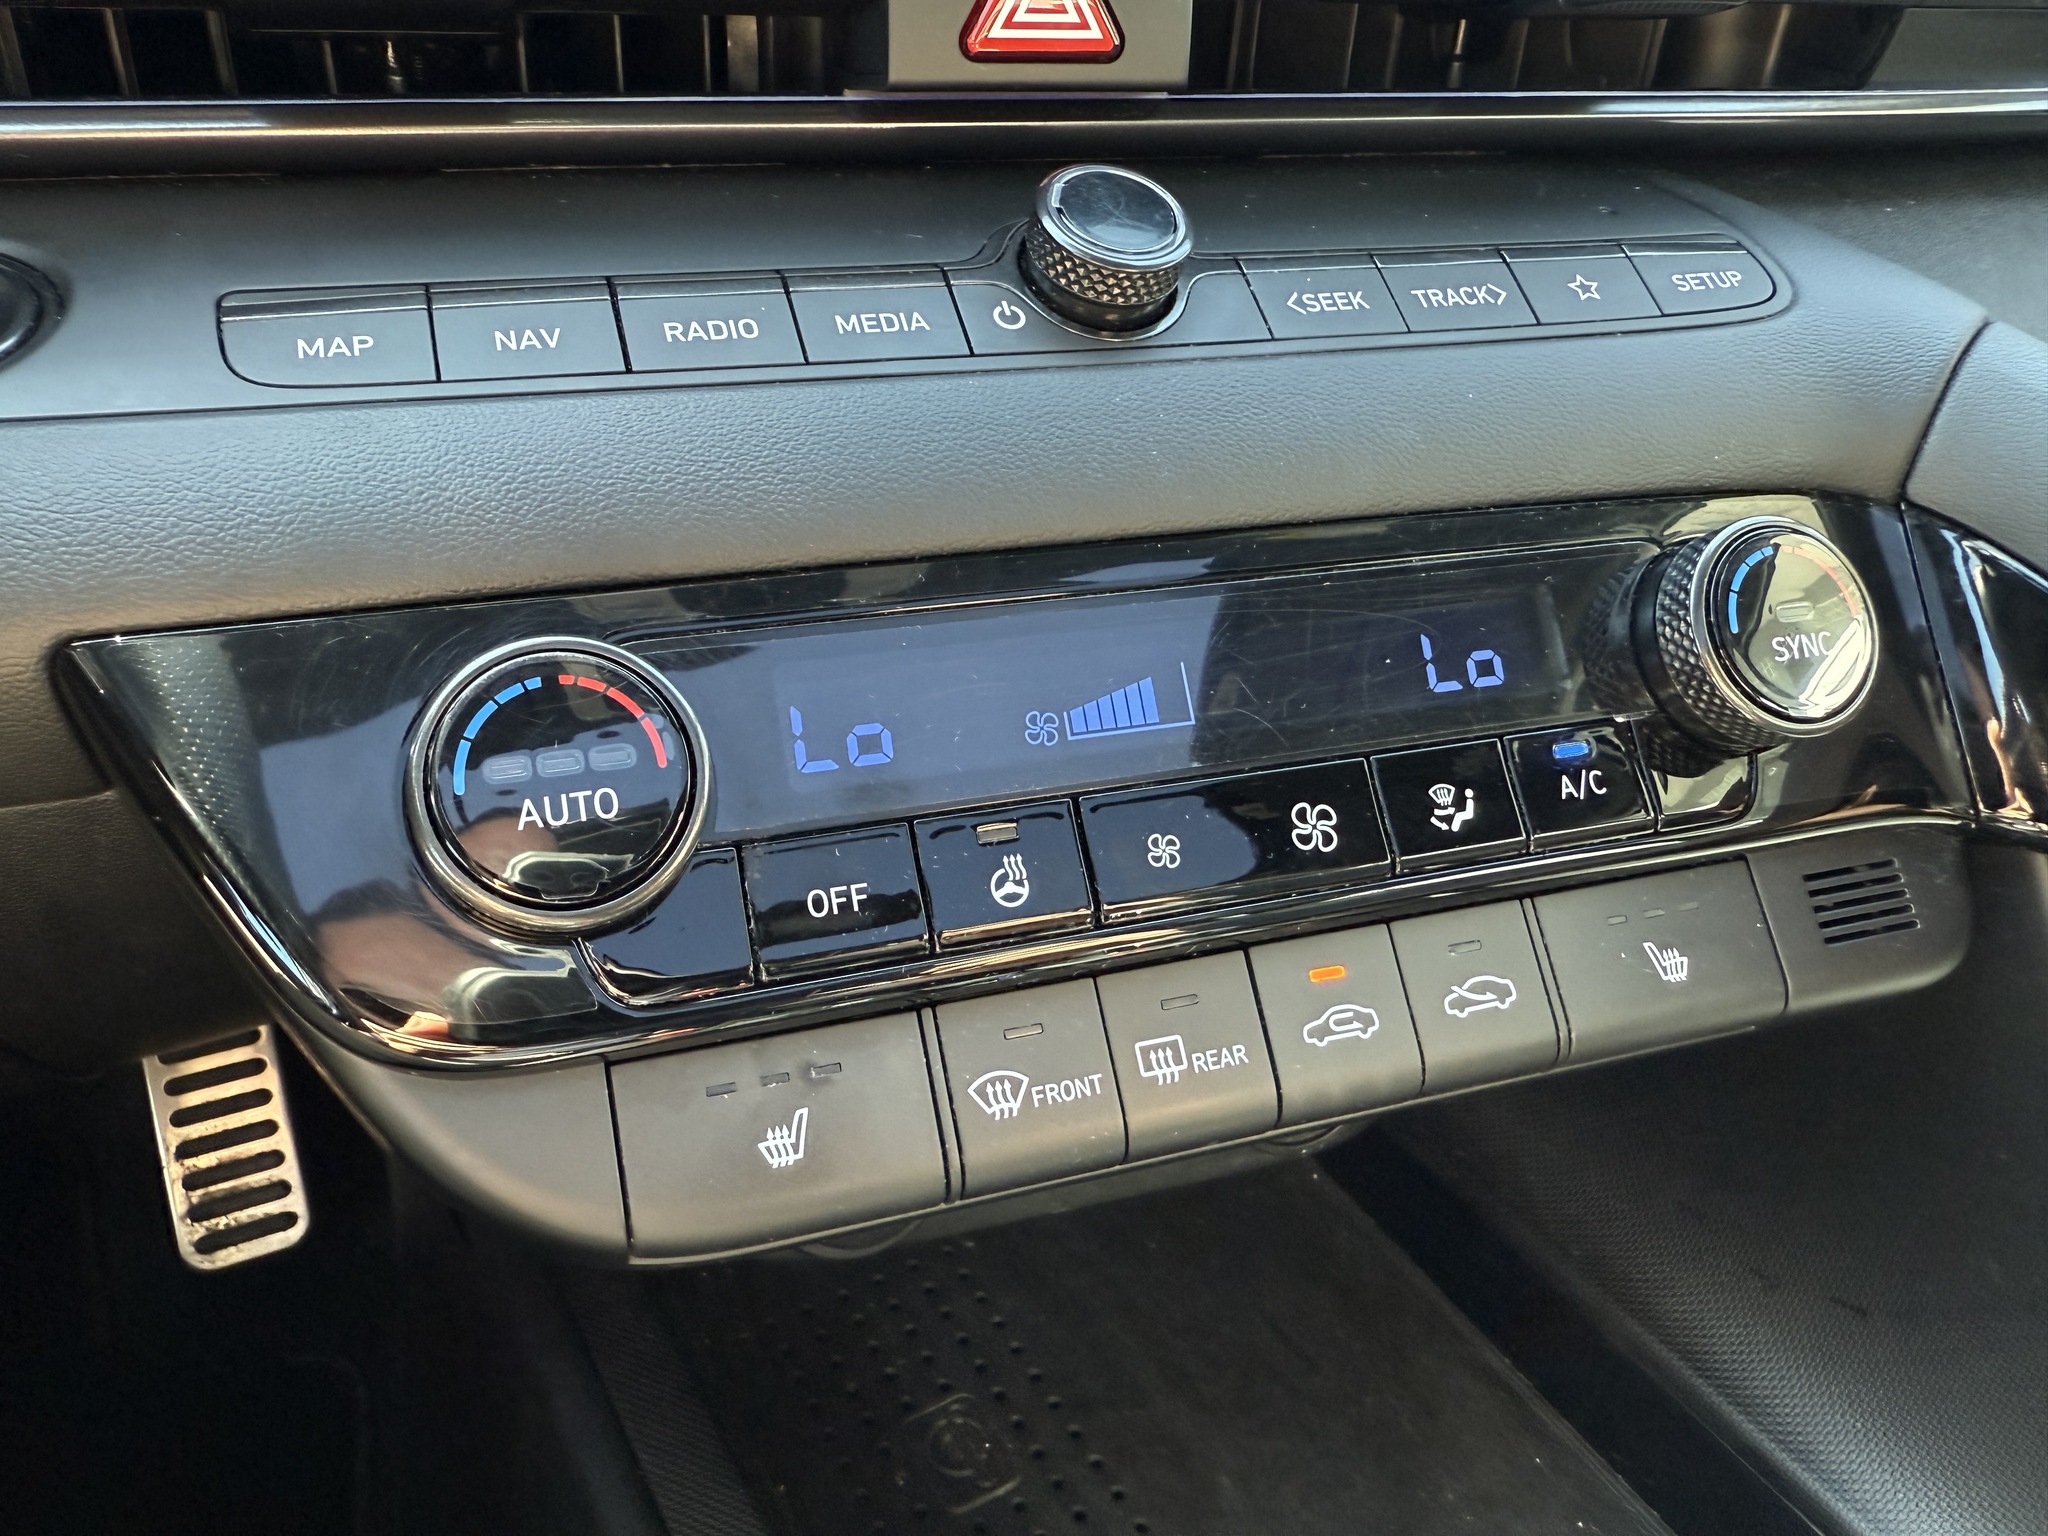 MAP NAV RADIO MEDIA <SEEK TRACK> SETUP
AUTO Lo Lo SYNC
OFF A/C
FRONT REAR